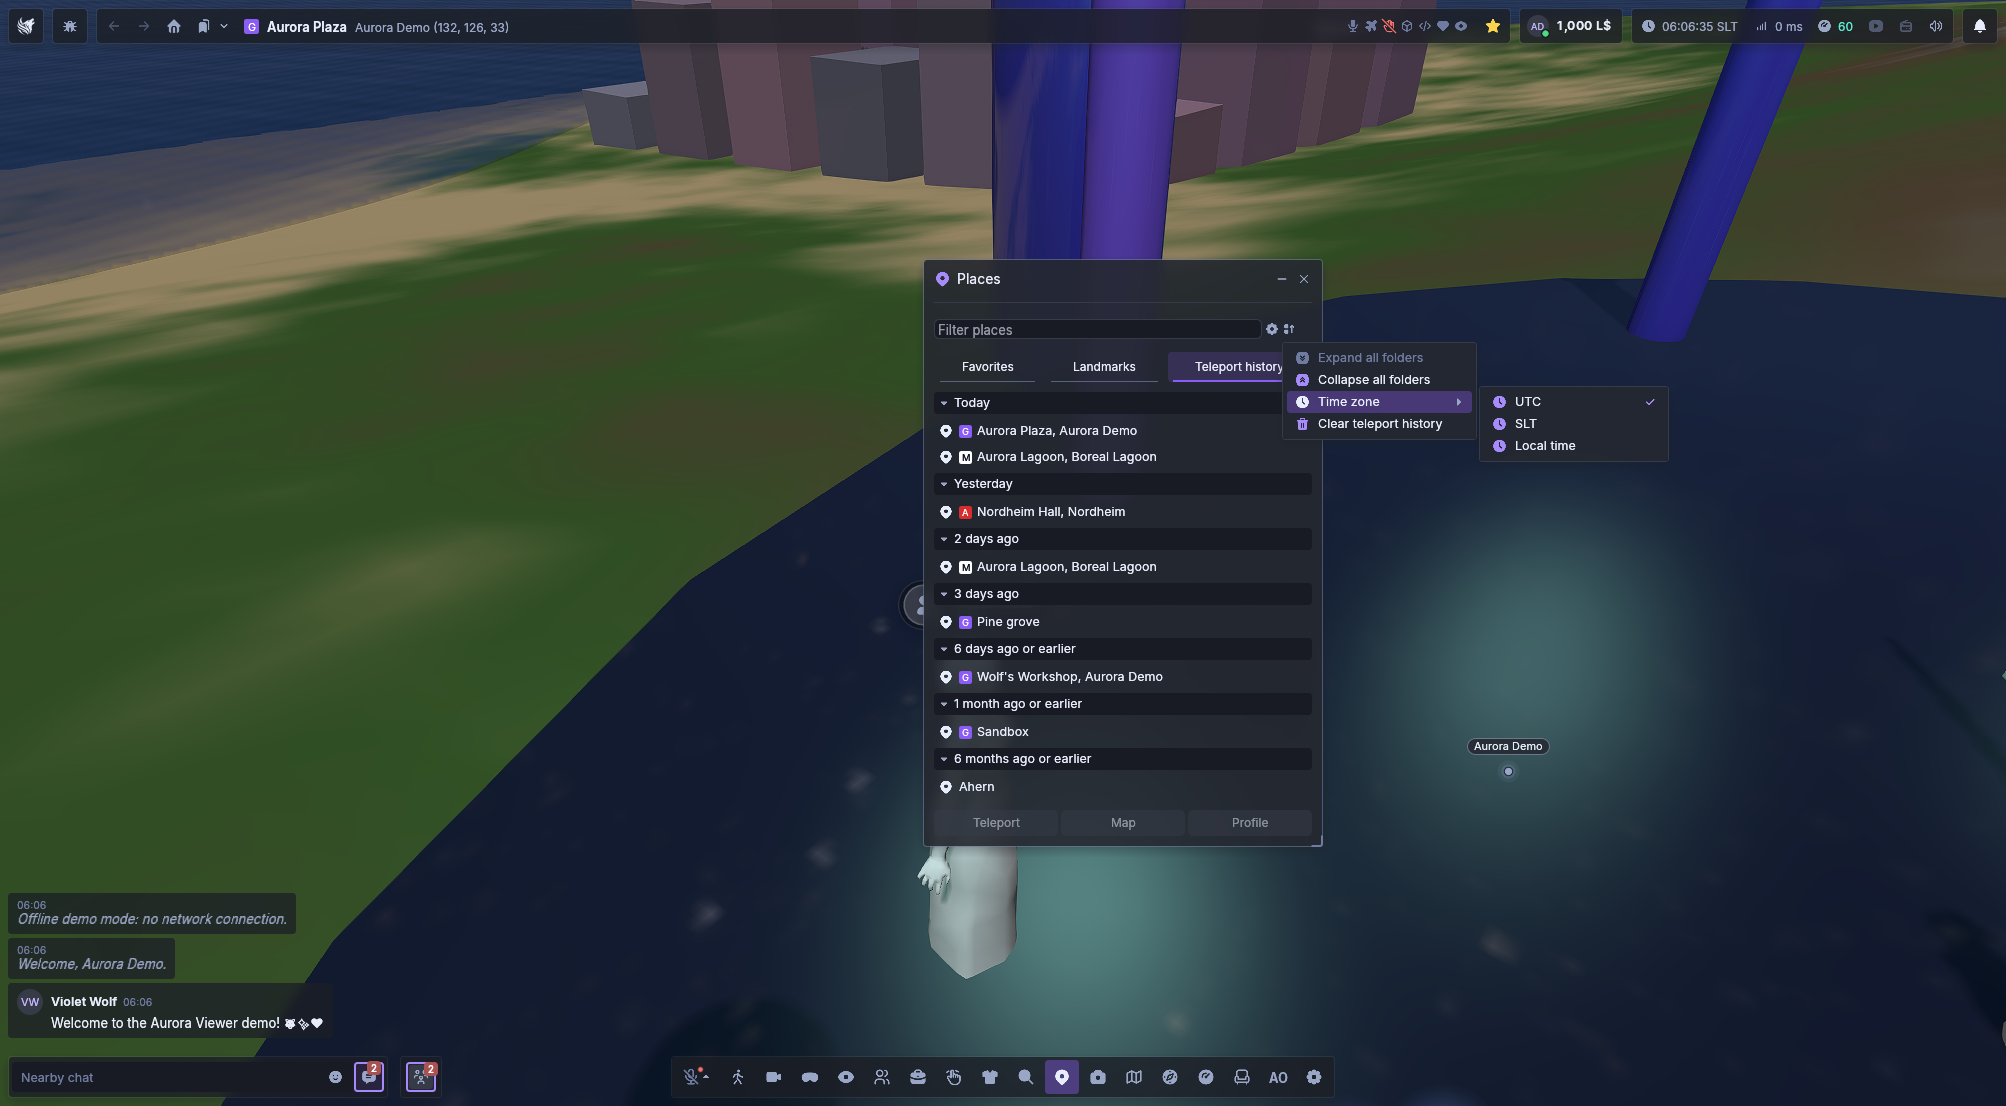 G Aurora Plaza Aurora Demo (132, 126, 33)
AD 1,000 L$
06:06:35 SLT 0 ms 60
Places
Filter places
Favorites Landmarks Teleport history
Today
G Aurora Plaza, Aurora Demo
M Aurora Lagoon, Boreal Lagoon
Yesterday
A Nordheim Hall, Nordheim
2 days ago
M Aurora Lagoon, Boreal Lagoon
3 days ago
G Pine grove
6 days ago or earlier
G Wolf's Workshop, Aurora Demo
1 month ago or earlier
G Sandbox
6 months ago or earlier
Ahern
Teleport Map Profile
Expand all folders
Collapse all folders
Time zone
Clear teleport history
UTC
SLT
Local time
Aurora Demo
06:06
Offline demo mode: no network connection.
06:06
Welcome, Aurora Demo.
VW Violet Wolf 06:06
Welcome to the Aurora Viewer demo!
Nearby chat 2 2
AO